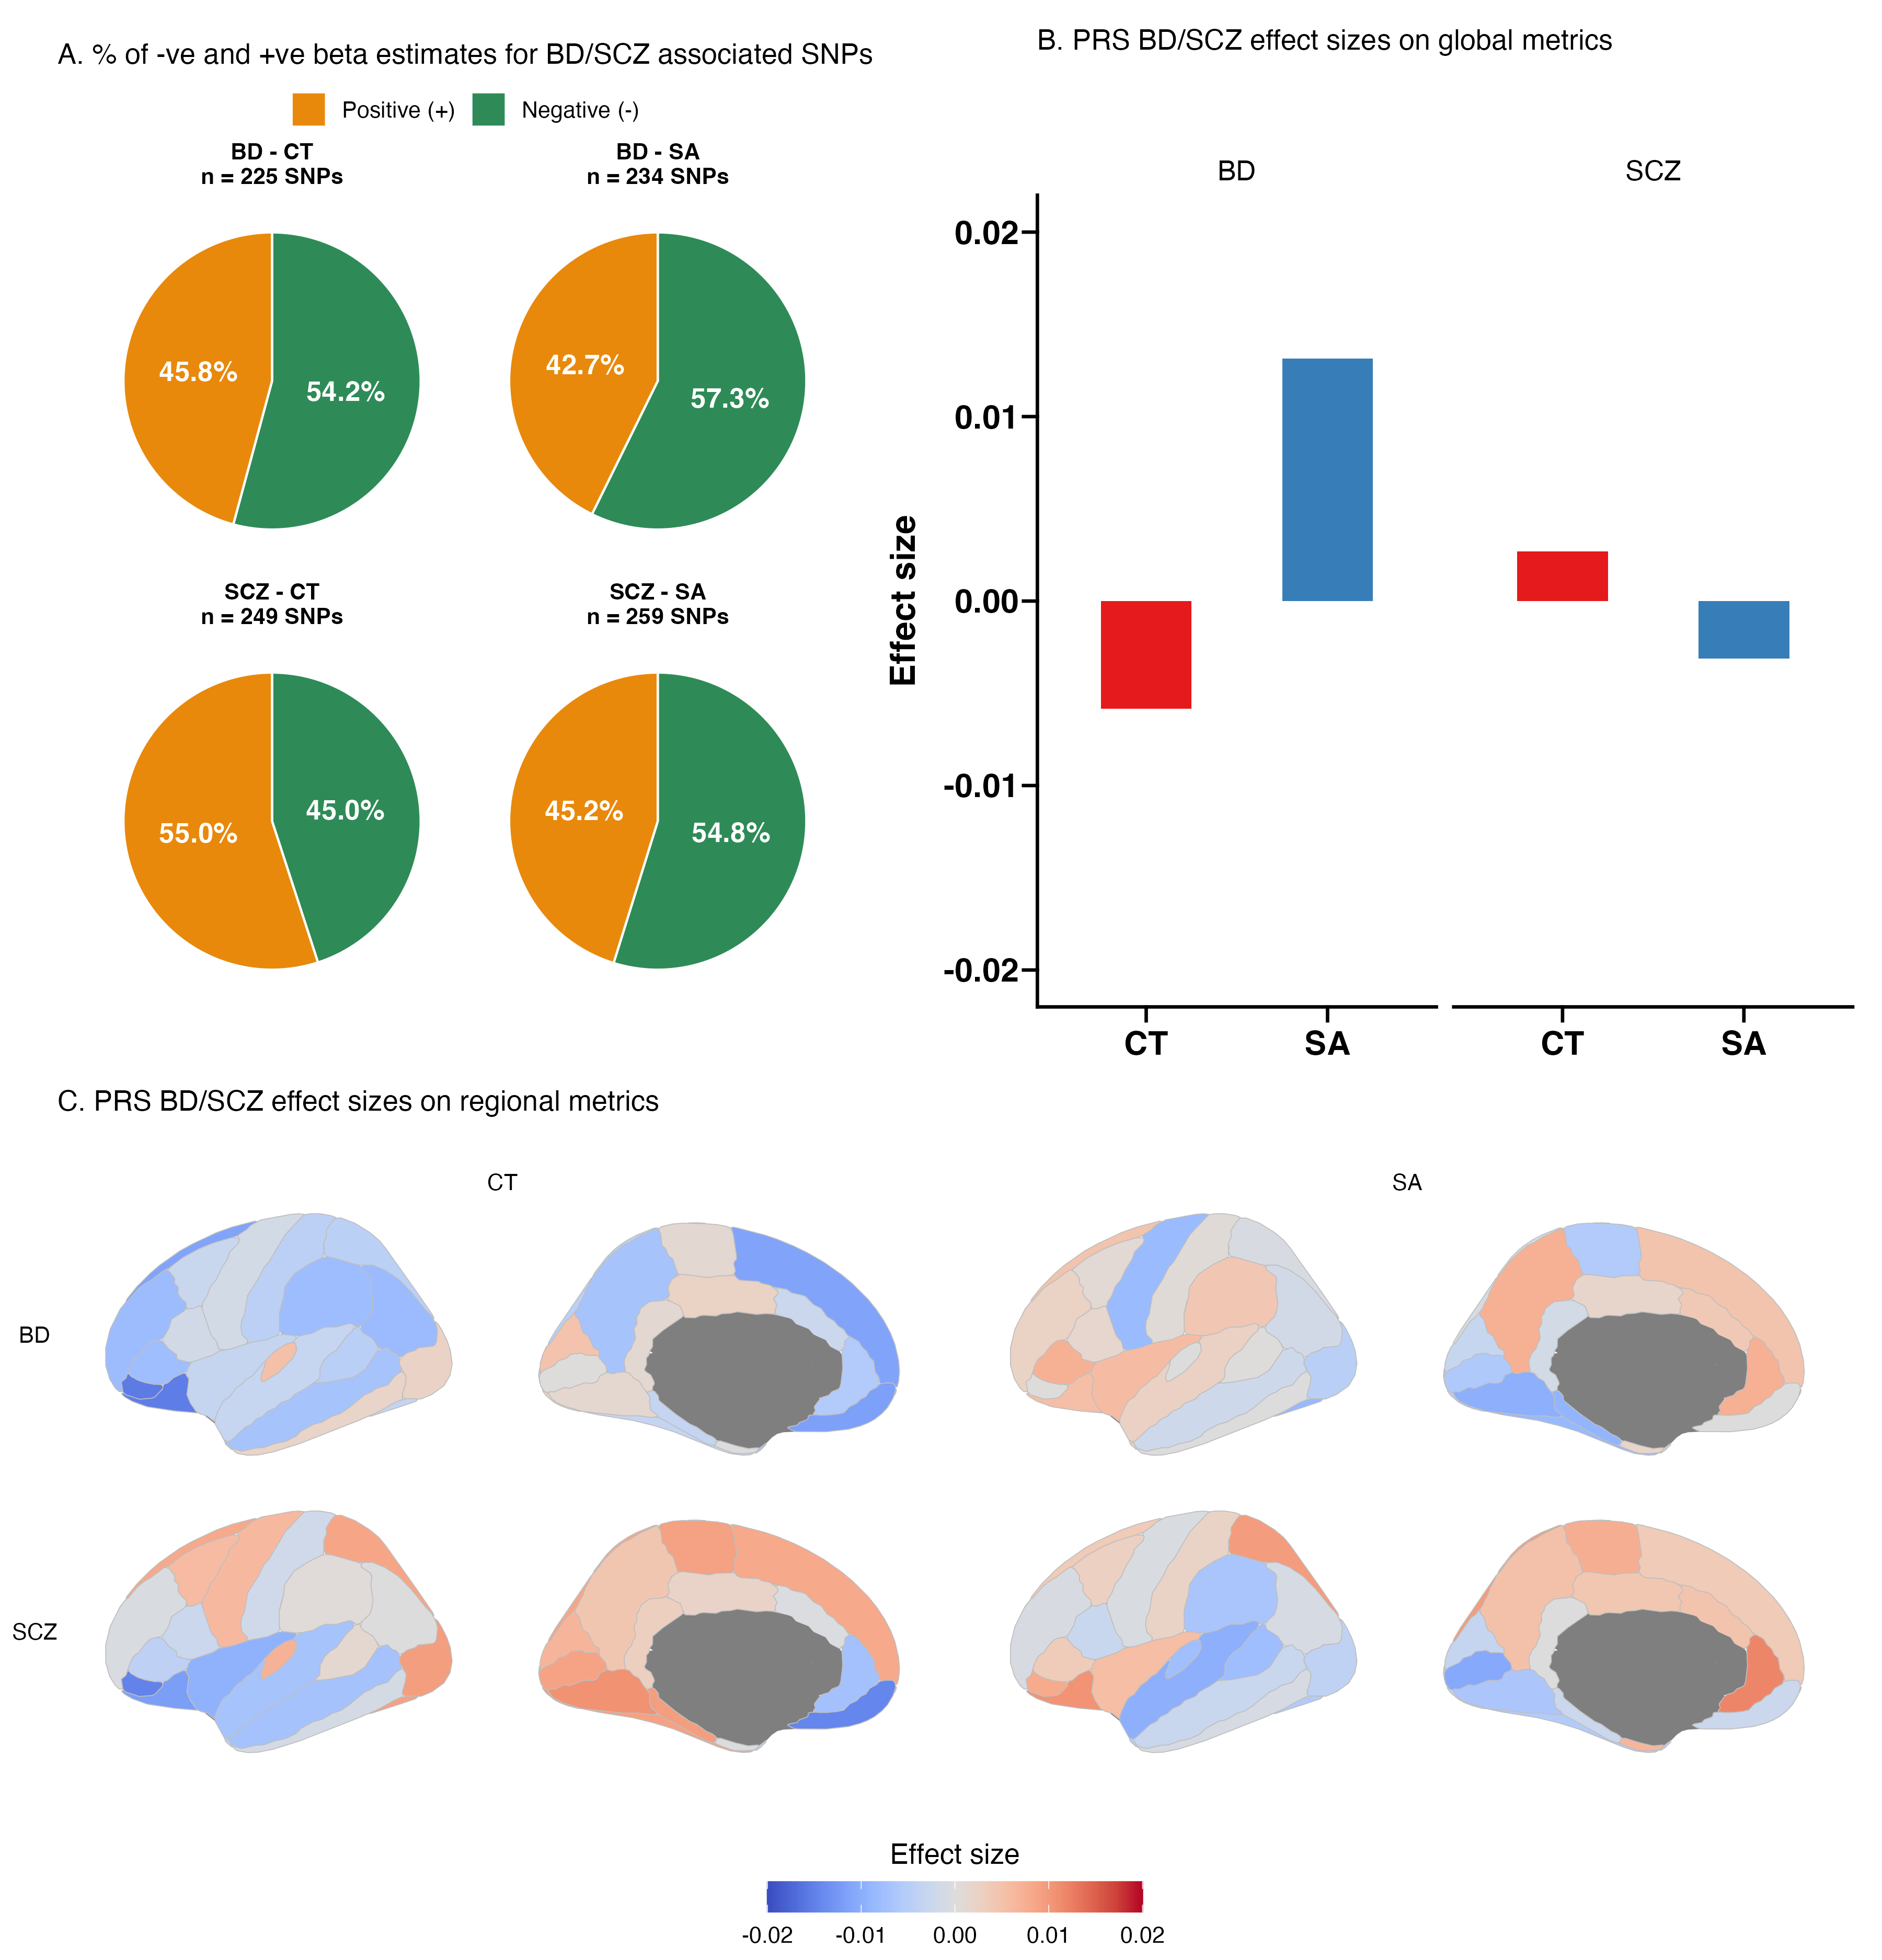 A. % of -ve and +ve beta estimates for BD/SCZ associated SNPs
Positive (+)
Negative (-)
BD - CT
n = 225 SNPs
45.8%
54.2%
BD - SA
n = 234 SNPs
42.7%
57.3%
SCZ - CT
n = 249 SNPs
55.0%
45.0%
SCZ - SA
n = 259 SNPs
45.2%
54.8%
B. PRS BD/SCZ effect sizes on global metrics
BD
SCZ
Effect size
0.02
0.01
0.00
-0.01
-0.02
CT
SA
CT
SA
C. PRS BD/SCZ effect sizes on regional metrics
CT
SA
BD
SCZ
Effect size
-0.02
-0.01
0.00
0.01
0.02